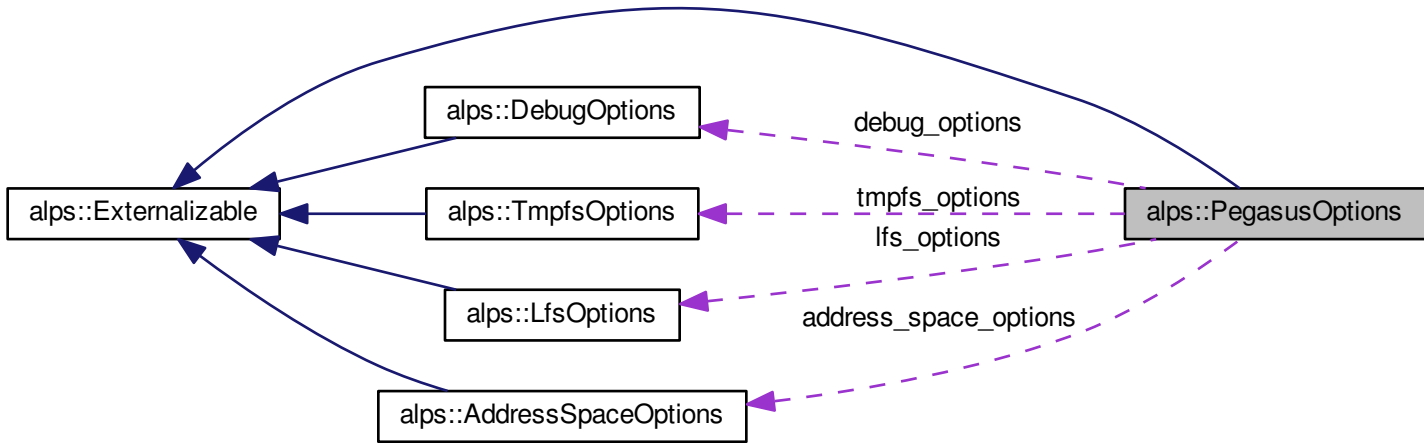 alps::DebugOptions
debug_options
alps::Externalizable
alps::TmpfsOptions
tmpfs_options
alps::PegasusOptions
lfs_options
alps::LfsOptions
address_space_options
alps::AddressSpaceOptions